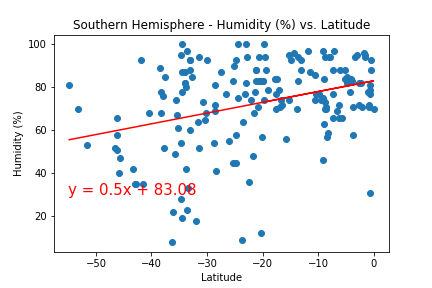 Southern Hemisphere - Humidity (%) vs. Latitude
Humidity (%)
100
80
60
40
20
y = 0.5x + 83.08
−50
−40
−30
−20
−10
0
Latitude